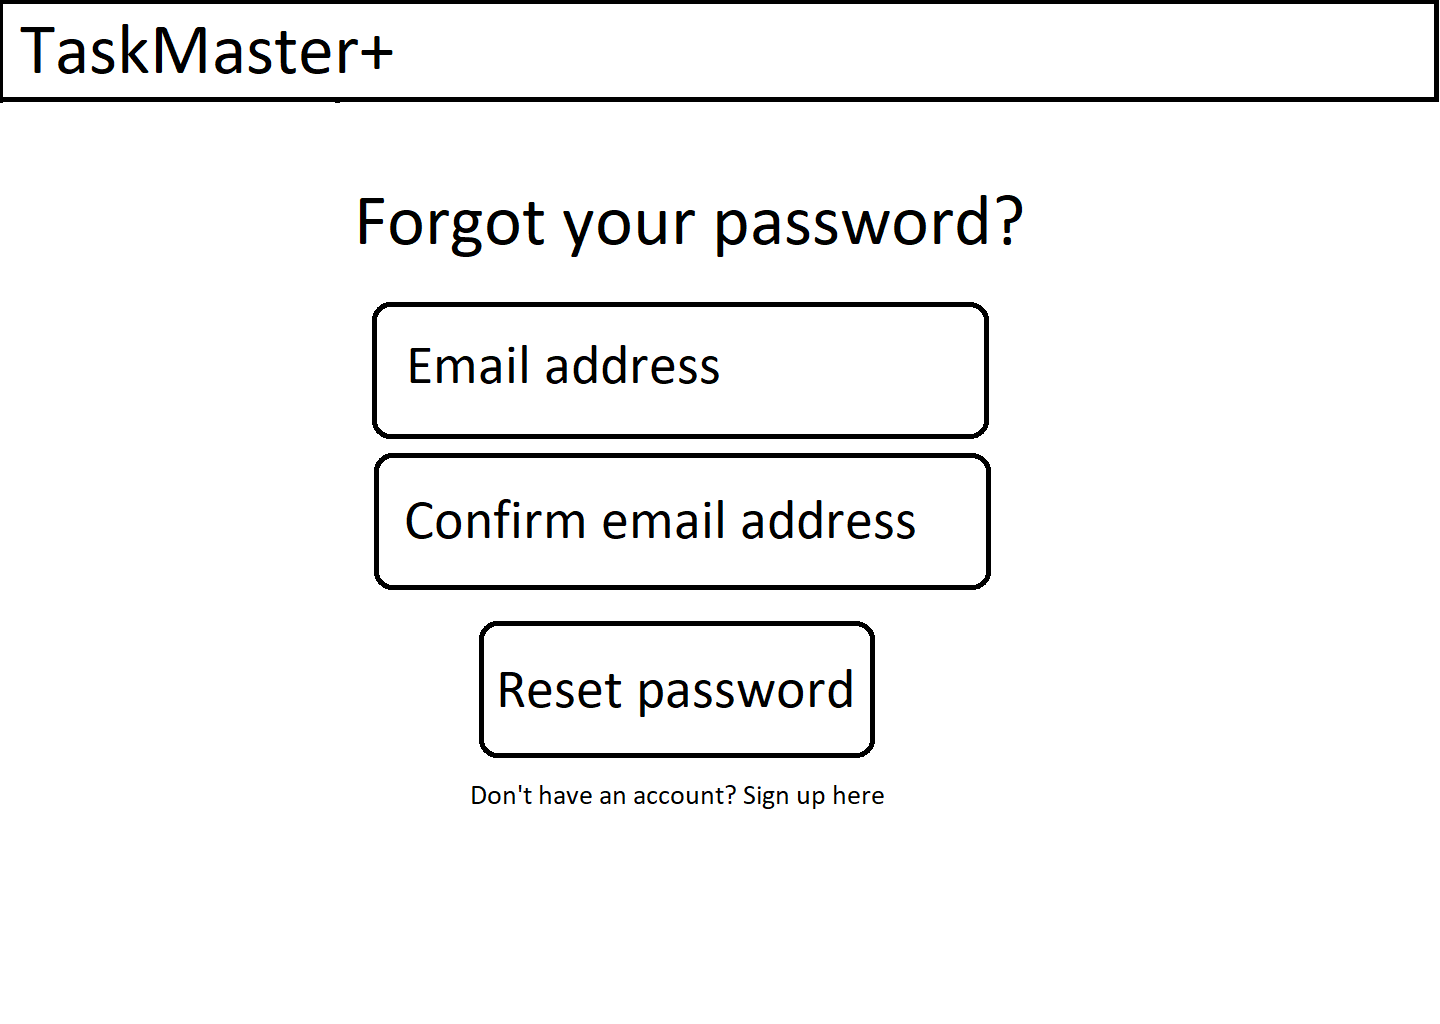 TaskMaster+
Forgot your password?
Email address
Confirm email address
Reset password
Don't have an account? Sign up here